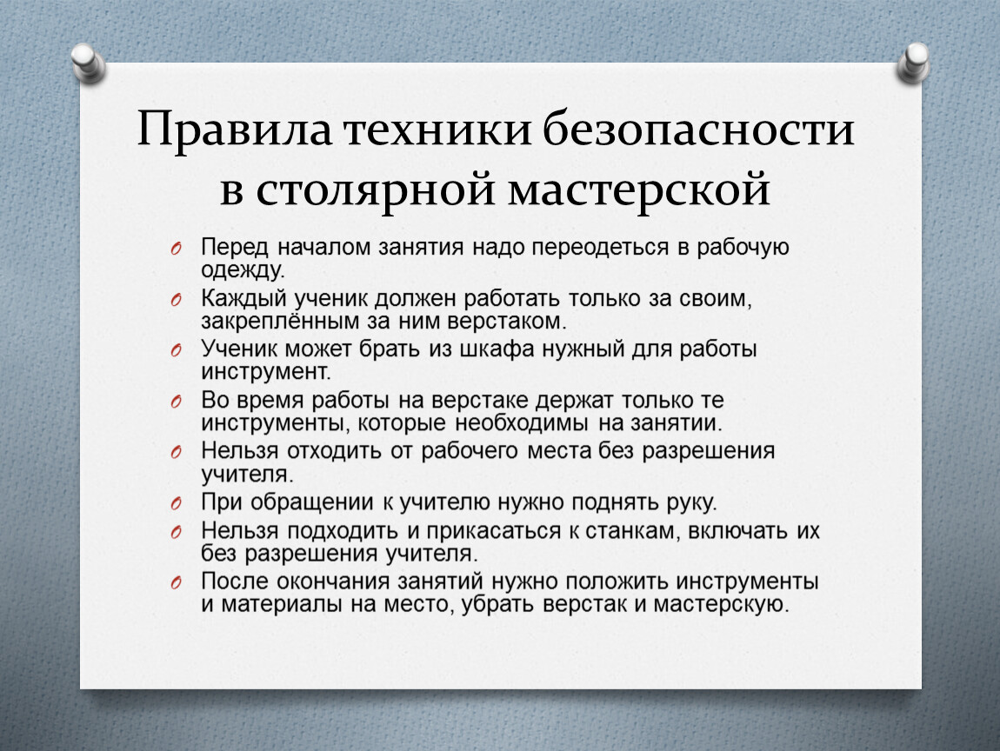 Правила техники безопасности
в столярной мастерской
Перед началом занятия надо переодеться в рабочую
одежду.
Каждый ученик должен работать только за своим,
закреплённым за ним верстаком.
Ученик может брать из шкафа нужный для работы
инструмент.
Во время работы на верстаке держат только те
инструменты, которые необходимы на занятии.
Нельзя отходить от рабочего места без разрешения
учителя.
При обращении к учителю нужно поднять руку.
Нельзя подходить и прикасаться к станкам, включать их
без разрешения учителя.
После окончания занятий нужно положить инструменты
и материалы на место, убрать верстак и мастерскую.